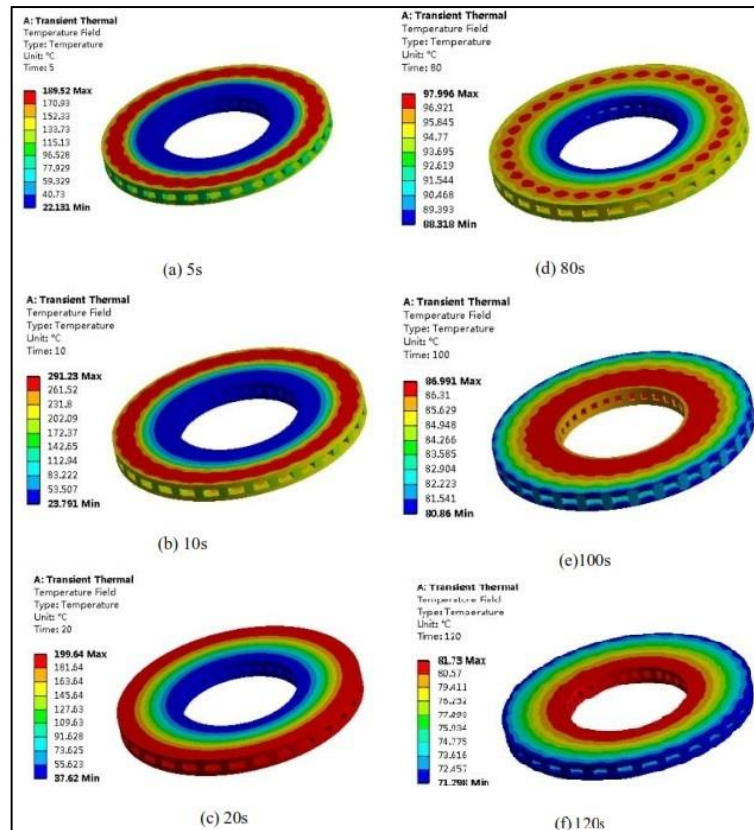 A: Transient Thermal
Temperature Field
Type: Temperature
Unit: °C
Time: 5
189.52 Max
170.93
152.33
133.73
115.13
96.528
77.929
59.329
40.73
22.131 Min
(a) 5s
A: Transient Thermal
Temperature Field
Type: Temperature
Unit: °C
Time: 10
291.23 Max
261.52
231.8
202.09
172.37
142.65
112.94
83.222
53.507
23.791 Min
(b) 10s
A: Transient Thermal
Temperature Field
Type: Temperature
Unit: °C
Time: 20
199.64 Max
181.64
163.64
145.64
127.63
109.63
91.628
73.625
55.623
37.62 Min
(c) 20s
A: Transient Thermal
Temperature Field
Type: Temperature
Unit: °C
Time: 80
97.996 Max
96.921
95.845
94.77
93.695
92.619
91.544
90.468
89.393
88.318 Min
(d) 80s
A: Transient Thermal
Temperature Field
Type: Temperature
Unit: °C
Time: 100
86.991 Max
86.31
85.629
84.948
84.266
83.585
82.904
82.223
81.541
80.86 Min
(e)100s
A: Transient Thermal
Temperature Field
Type: Temperature
Unit: °C
Time: 120
81.73 Max
80.57
79.411
78.252
77.093
75.934
74.775
73.616
72.457
71.298 Min
(f)120s